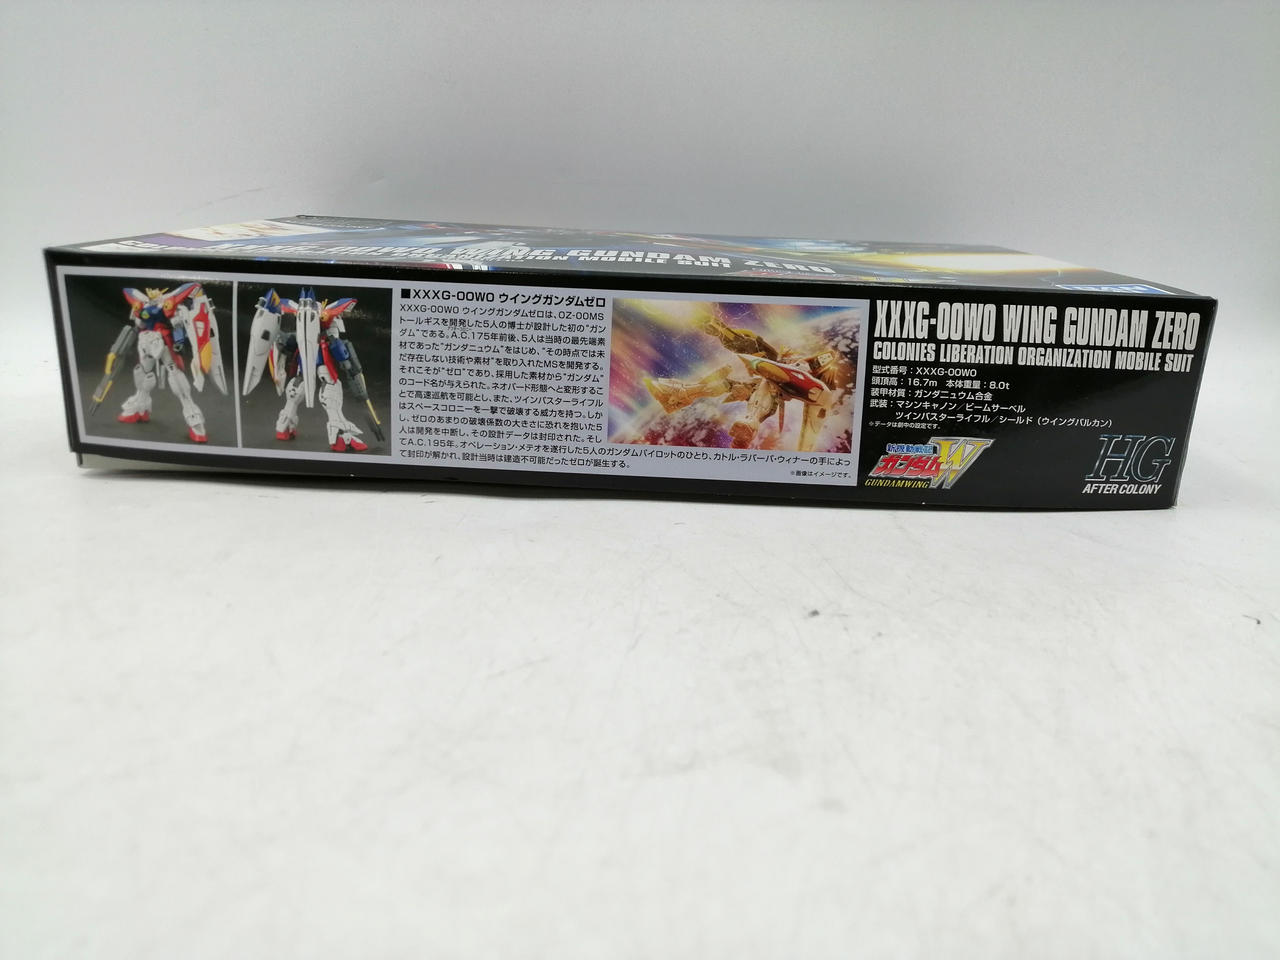 WING GUNDAM ZERO
■XXXG-00W0 ウイングガンダムゼロ
XXXG-00W0 ウイングガンダムゼロは、OZ-00MS
トールギスを開発した5人の博士が設計した初の"ガン
ダム"である。A.C.175年前後、5人は当時の最先端素
材であった"ガンダニュウム"をはじめ、"その時点では未
だ存在しない技術や素材"を取り入れたMSを開発する。
それこそが"ゼロ"であり、採用した素材から"ガンダム"
のコード名が与えられた。ネオバード形態へと変形するこ
とで高速巡航を可能とし、また、ツインバスターライフル
はスペースコロニーを一撃で破壊する威力を持つ。しか
し、ゼロのあまりの破壊係数の大きさに恐れを抱いた5
人は開発を中断し、その設計データは封印された。そし
てA.C.195年。オペレーション・メテオを遂行した5人のガンダムパイロットのひとり、カトル・ラバーバ・ウィナーの手によっ
て封印が解かれ、設計当時は建造不可能だったゼロが誕生する。
※画像はイメージです。
XXXG-00W0 WING GUNDAM ZERO
COLONIES LIBERATION ORGANIZATION MOBILE SUIT
型式番号：XXXG-00W0
頭頂高：16.7m 本体重量：8.0t
装甲材質：ガンダニュウム合金
武装：マシンキャノン／ビームサーベル
ツインバスターライフル／シールド（ウイングバルカン）
※データは劇中の設定です。
新機動戦記
ガンダムW
GUNDAM WING
HG
AFTER COLONY